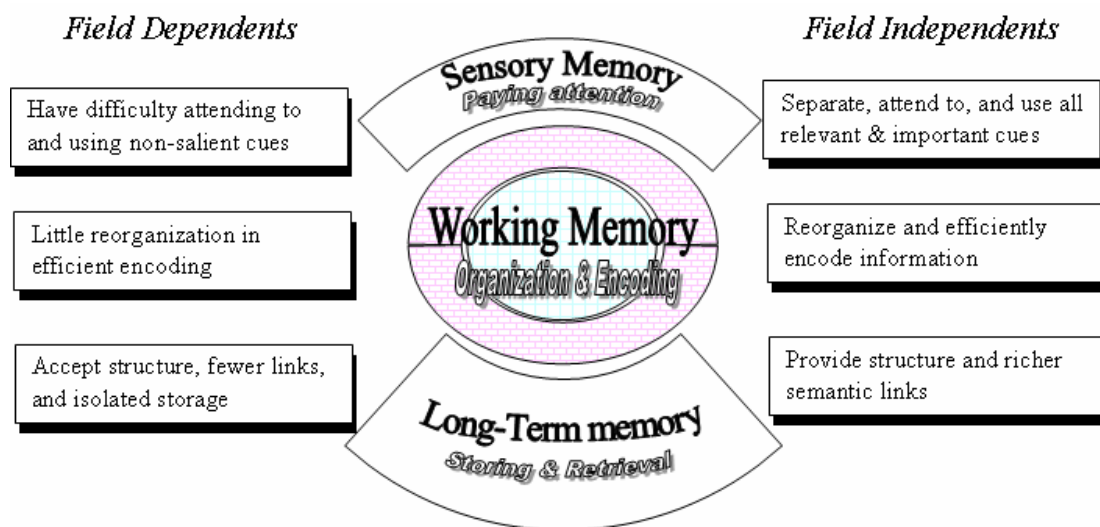 Field Dependents
Have difficulty attending to
and using non-salient cues
Little reorganization in
efficient encoding
Accept structure, fewer links,
and isolated storage
Sensory Memory
Paying attention
Working Memory
Organization & Encoding
Long-Term memory
Storing & Retrieval
Field Independents
Separate, attend to, and use all
relevant & important cues
Reorganize and efficiently
encode information
Provide structure and richer
semantic links